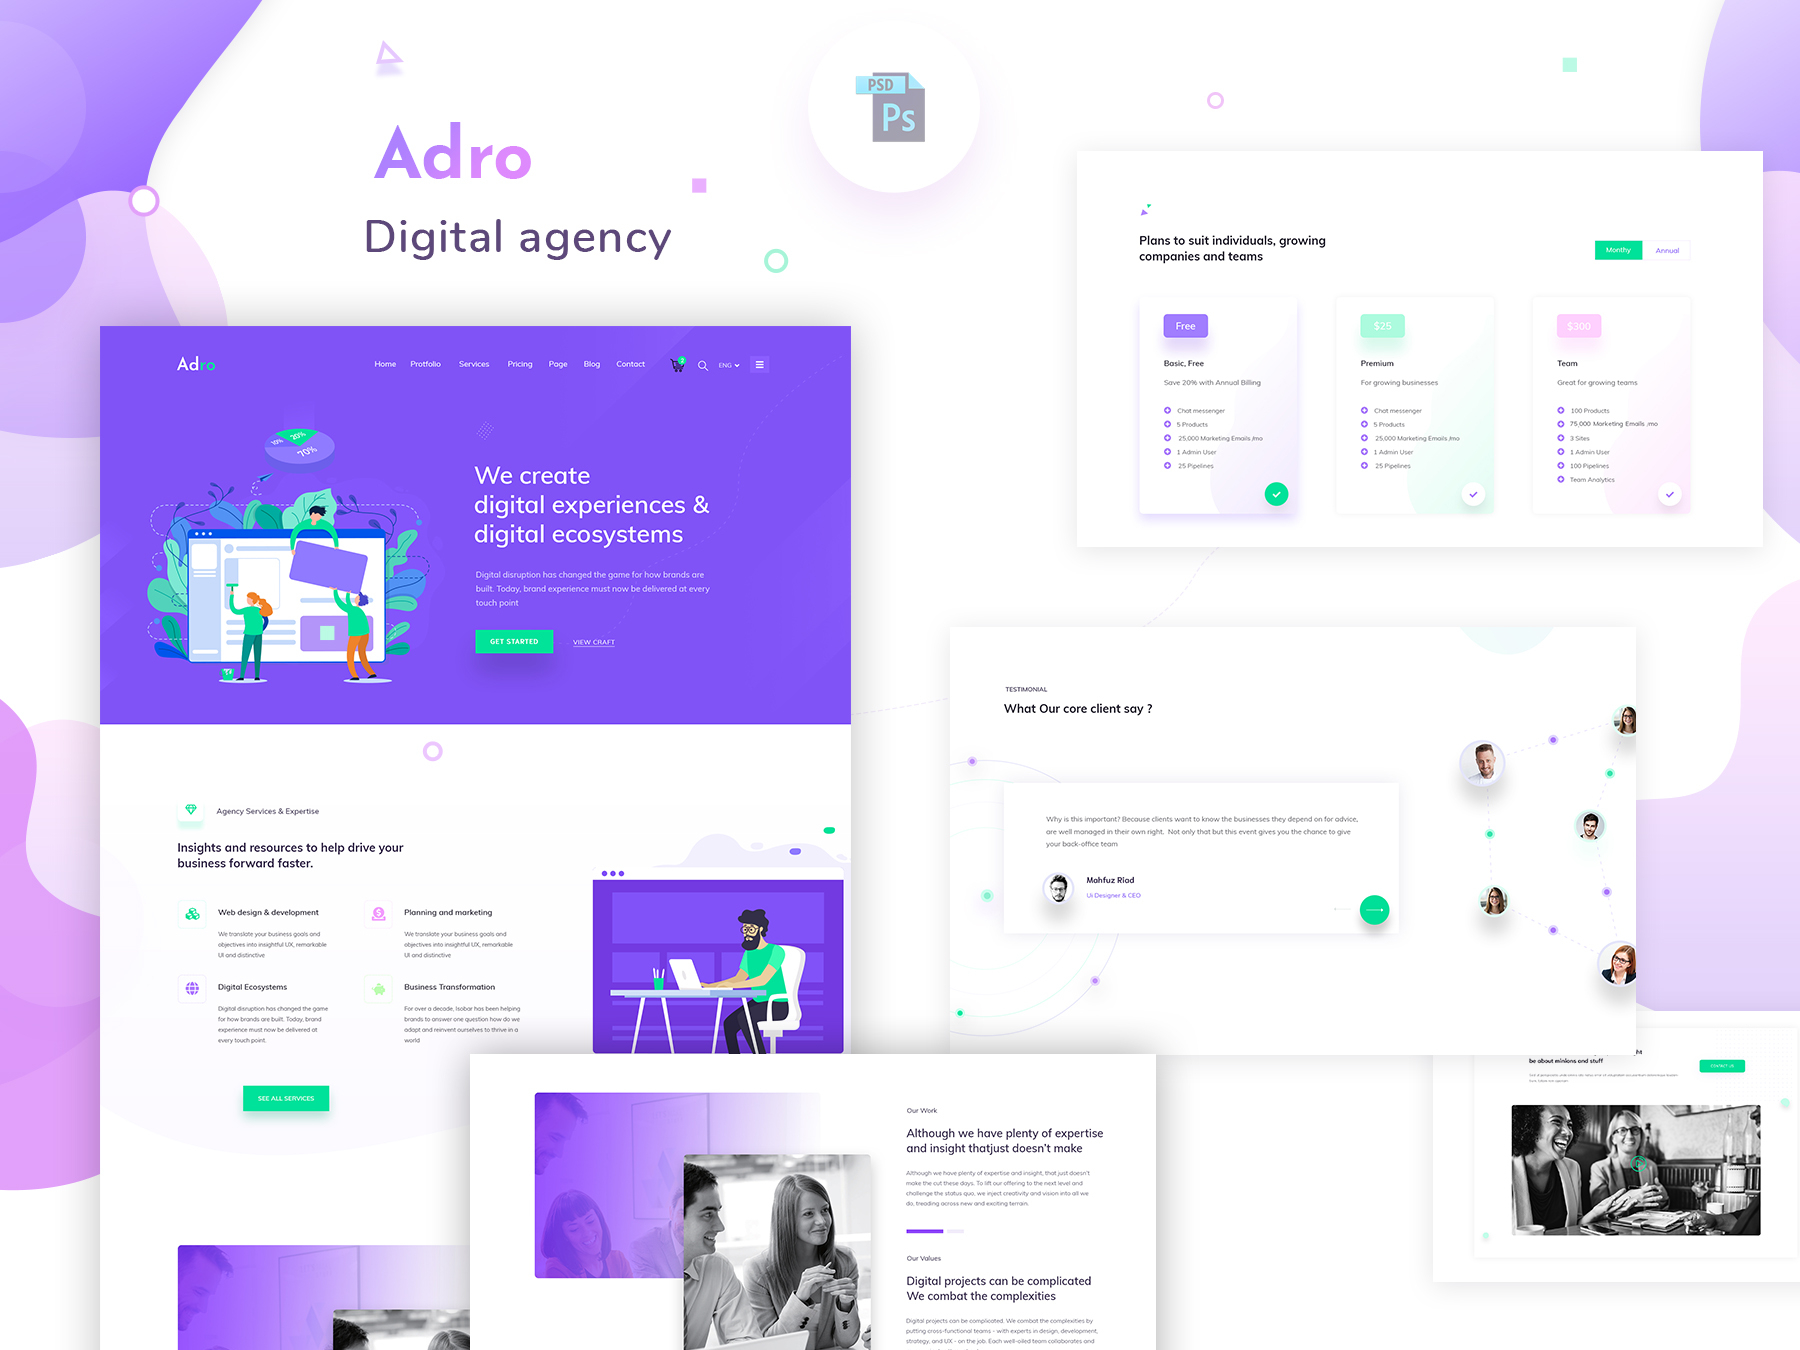 Adro
Digital agency
PSD
Ps
Adro
Home Protfolio Services Pricing Page Blog Contact
3
ENG
10% 20%
70%
We create
digital experiences &
digital ecosystems
Digital disruption has changed the game for how brands are
built. Today, brand experience must now be delivered at every
touch point
GET STARTED
VIEW CRAFT
Agency Services & Expertise
Insights and resources to help drive your
business forward faster.
Web design & development
We translate your business goals and
objectives into insightful UX, remarkable
UI and distinctive
Planning and marketing
We translate your business goals and
objectives into insightful UX, remarkable
UI and distinctive
Digital Ecosystems
Digital disruption has changed the game
for how brands are built. Today, brand
experience must now be delivered at
every touch point.
Business Transformation
For over a decade, Isobar has been helping
brands to answer one question how do we
adapt and reinvent ourselves to thrive in a
world
SEE ALL SERVICES
Plans to suit individuals, growing
companies and teams
Monthy
Annual
Free
Basic, Free
Save 20% with Annual Billing
Chat messenger
5 Products
25,000 Marketing Emails /mo
1 Admin User
25 Pipelines
$25
Premium
For growing businesses
Chat messenger
5 Products
25,000 Marketing Emails /mo
1 Admin User
25 Pipelines
$300
Team
Great for growing teams
100 Products
75,000 Marketing Emails /mo
3 Sites
1 Admin User
100 Pipelines
Team Analytics
TESTIMONIAL
What Our core client say ?
Why is this important? Because clients want to know the businesses they depend on for advice,
are well managed in their own right. Not only that but this event gives you the chance to give
your back-office team
Mahfuz Riad
Ui Designer & CEO
Our Work
Although we have plenty of expertise
and insight thatjust doesn't make
Although we have plenty of expertise and insight, that just doesn't
make the cut these days. To lift our offering to the next level and
challenge the status quo, we inject creativity and vision into all we
do, treading across new and exciting terrain.
Our Values
Digital projects can be complicated
We combat the complexities
Digital projects can be complicated. We combat the complexities by
putting cross-functional teams - with experts in design, development,
strategy, and UX - on the job. Each well-oiled team collaborates and
be about minions and stuff
CONTACT US